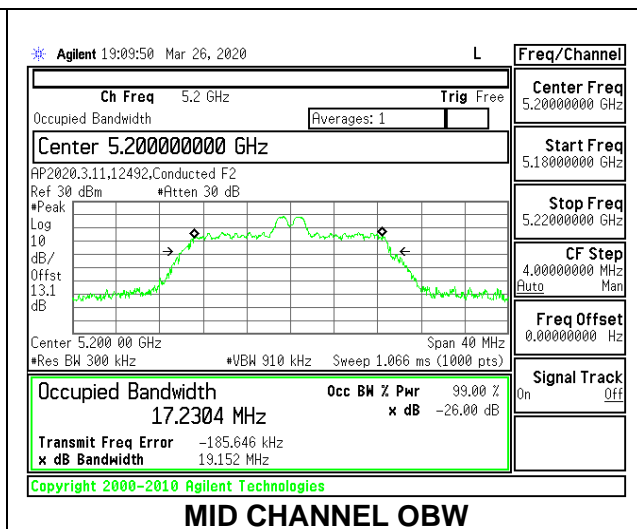 Agilent 19:09:50 Mar 26, 2020 L
Freq/Channel
Ch Freq 5.2 GHz Trig Free
Occupied Bandwidth Averages: 1
Center 5.200000000 GHz
AP2020.3.11,12492,Conducted F2
Ref 30 dBm #Atten 30 dB
#Peak
Log
10
dB/
Offst
13.1
dB
Center 5.200 00 GHz Span 40 MHz
#Res BW 300 kHz #VBW 910 kHz Sweep 1.066 ms (1000 pts)
Occupied Bandwidth Occ BW % Pwr 99.00 %
17.2304 MHz x dB -26.00 dB
Transmit Freq Error -185.646 kHz
x dB Bandwidth 19.152 MHz
Copyright 2000-2010 Agilent Technologies
Center Freq
5.20000000 GHz
Start Freq
5.18000000 GHz
Stop Freq
5.22000000 GHz
CF Step
4.00000000 MHz
Auto Man
Freq Offset
0.00000000 Hz
Signal Track
On Off
MID CHANNEL OBW